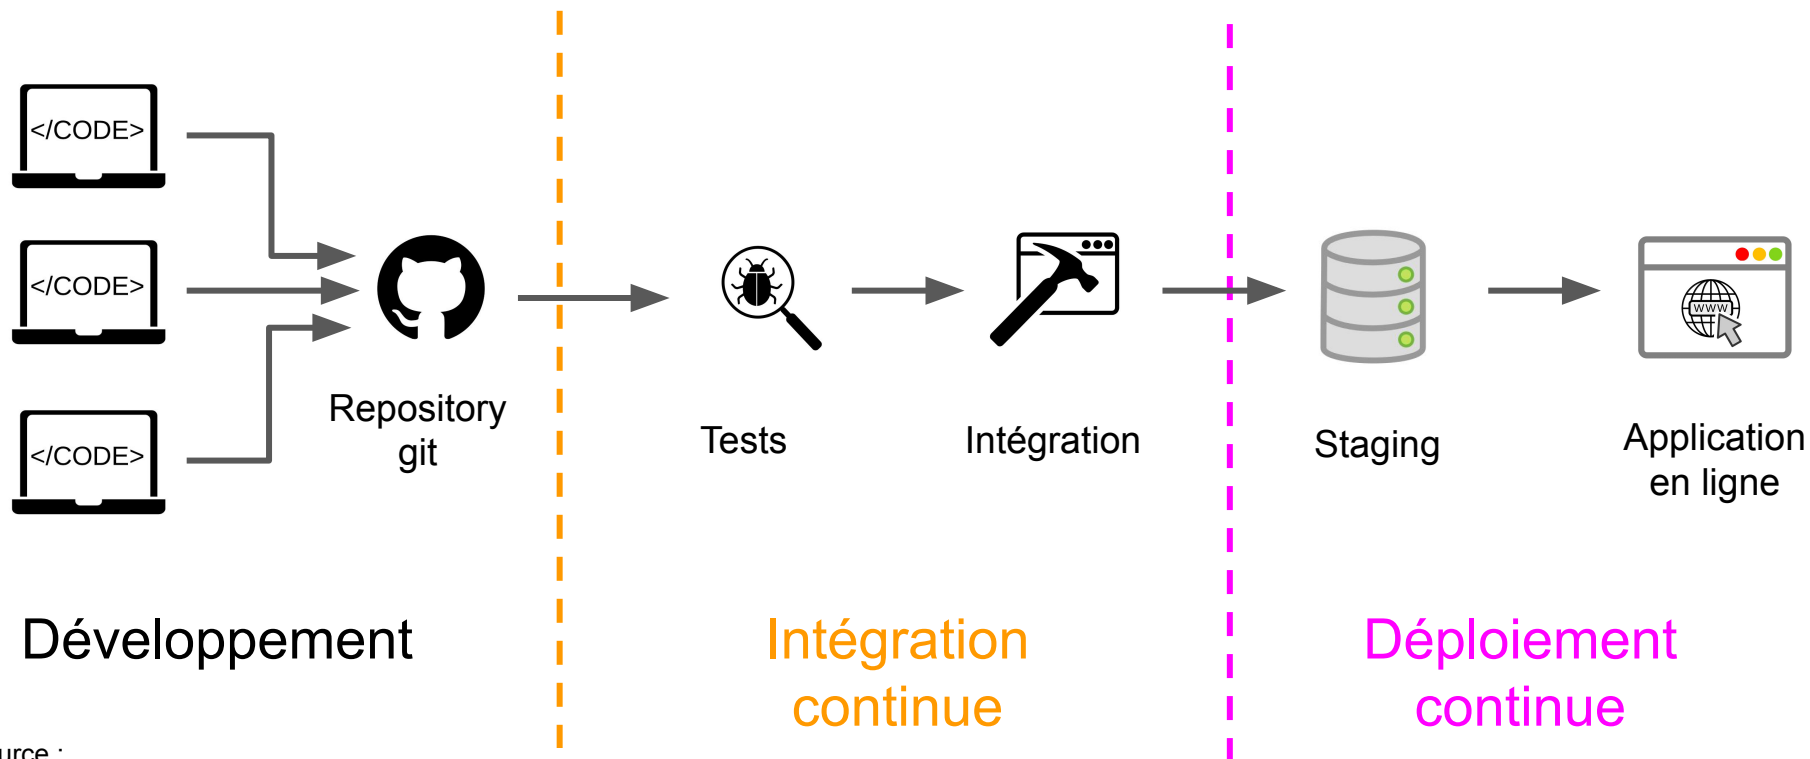 </CODE>
</CODE>
</CODE>
Repository
git
Tests
Intégration
Staging
Application
en ligne
www
Développement
Intégration
continue
Déploiement
continue